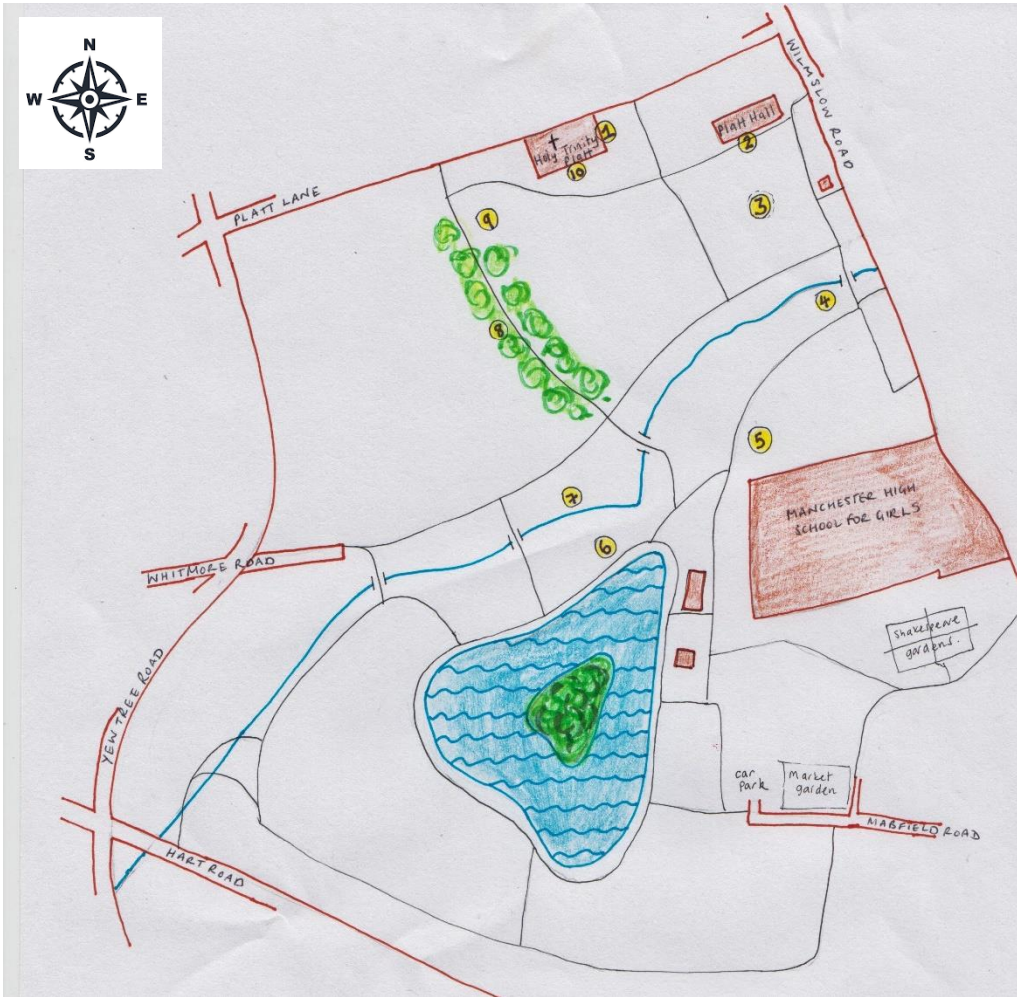 N
W E
S
WILMSLOW ROAD
Platt Hall
1
2
Holy Trinity
Platt
10
PLATT LANE
3
9
4
8
5
MANCHESTER HIGH
SCHOOL FOR GIRLS
7
6
WHITMORE ROAD
Shakespeare
gardens.
YEW TREE ROAD
car
Park
Market
garden
MABFIELD ROAD
HART ROAD